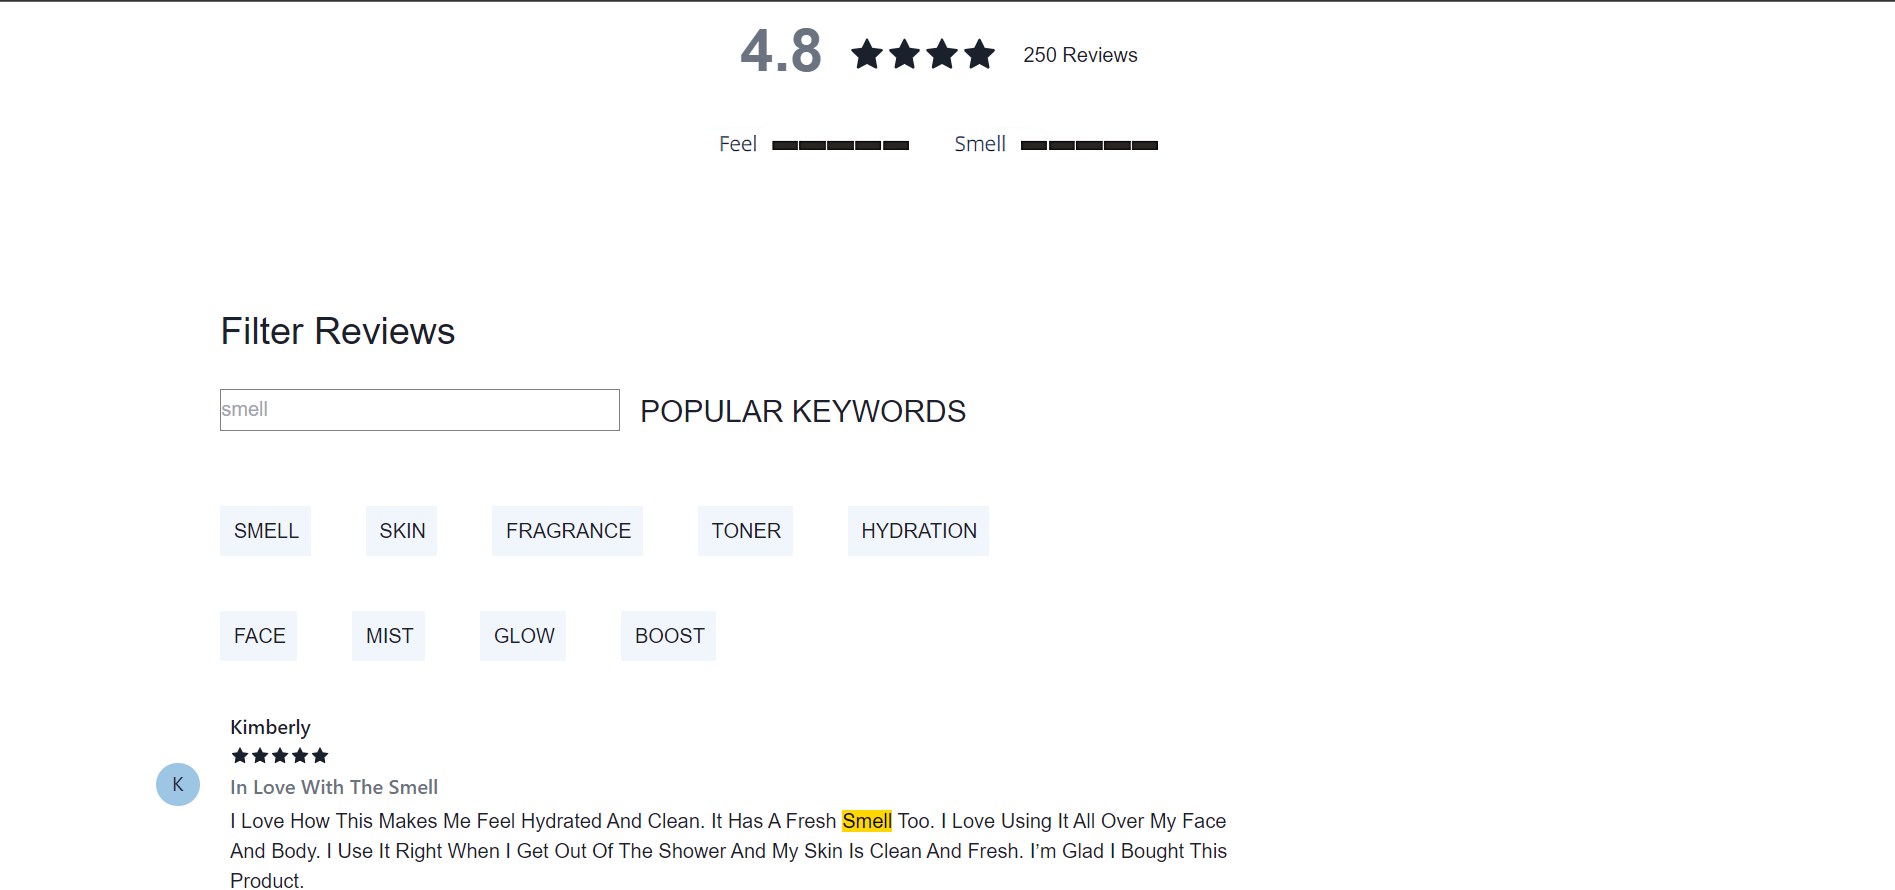 4.8 250 Reviews
Feel Smell
Filter Reviews
smell POPULAR KEYWORDS
SMELL SKIN FRAGRANCE TONER HYDRATION
FACE MIST GLOW BOOST
Kimberly
K
In Love With The Smell
I Love How This Makes Me Feel Hydrated And Clean. It Has A Fresh Smell Too. I Love Using It All Over My Face
And Body. I Use It Right When I Get Out Of The Shower And My Skin Is Clean And Fresh. I’m Glad I Bought This
Product.